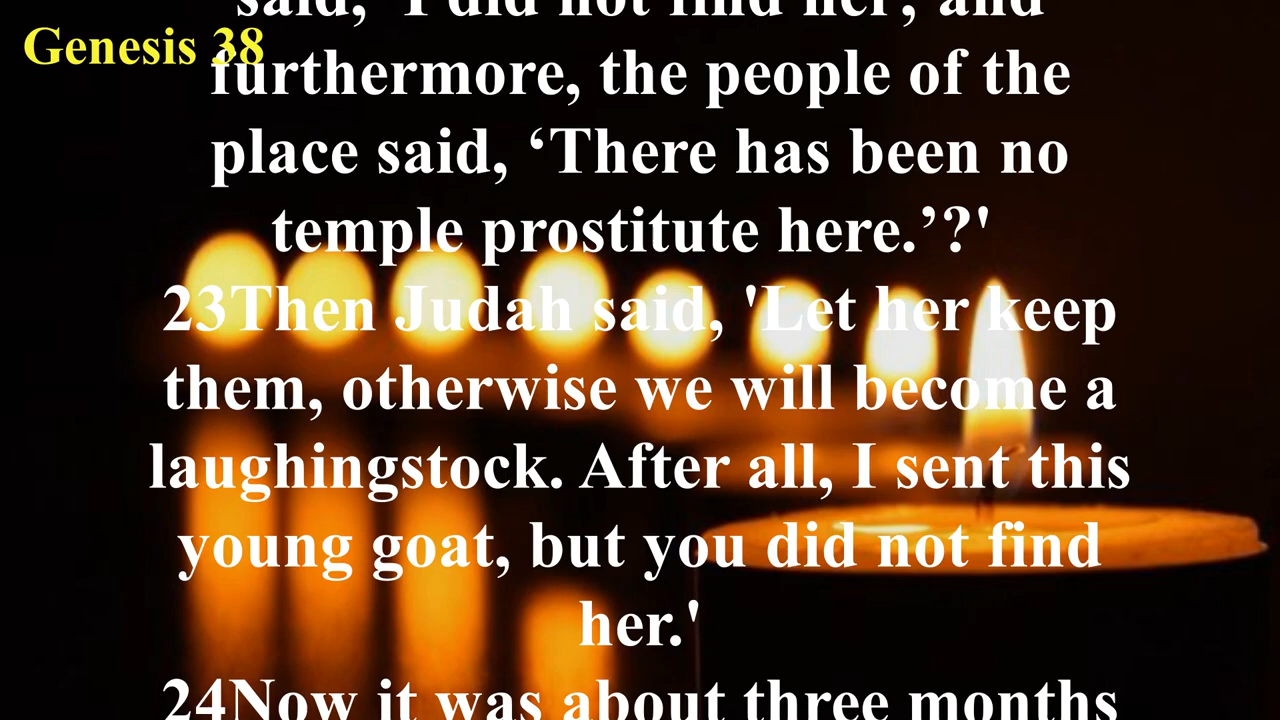 said, 'I did not find her; and
Genesis 38
furthermore, the people of the
place said, ‘There has been no
temple prostitute here.’?'
23Then Judah said, 'Let her keep
them, otherwise we will become a
laughingstock. After all, I sent this
young goat, but you did not find
her.'
24Now it was about three months